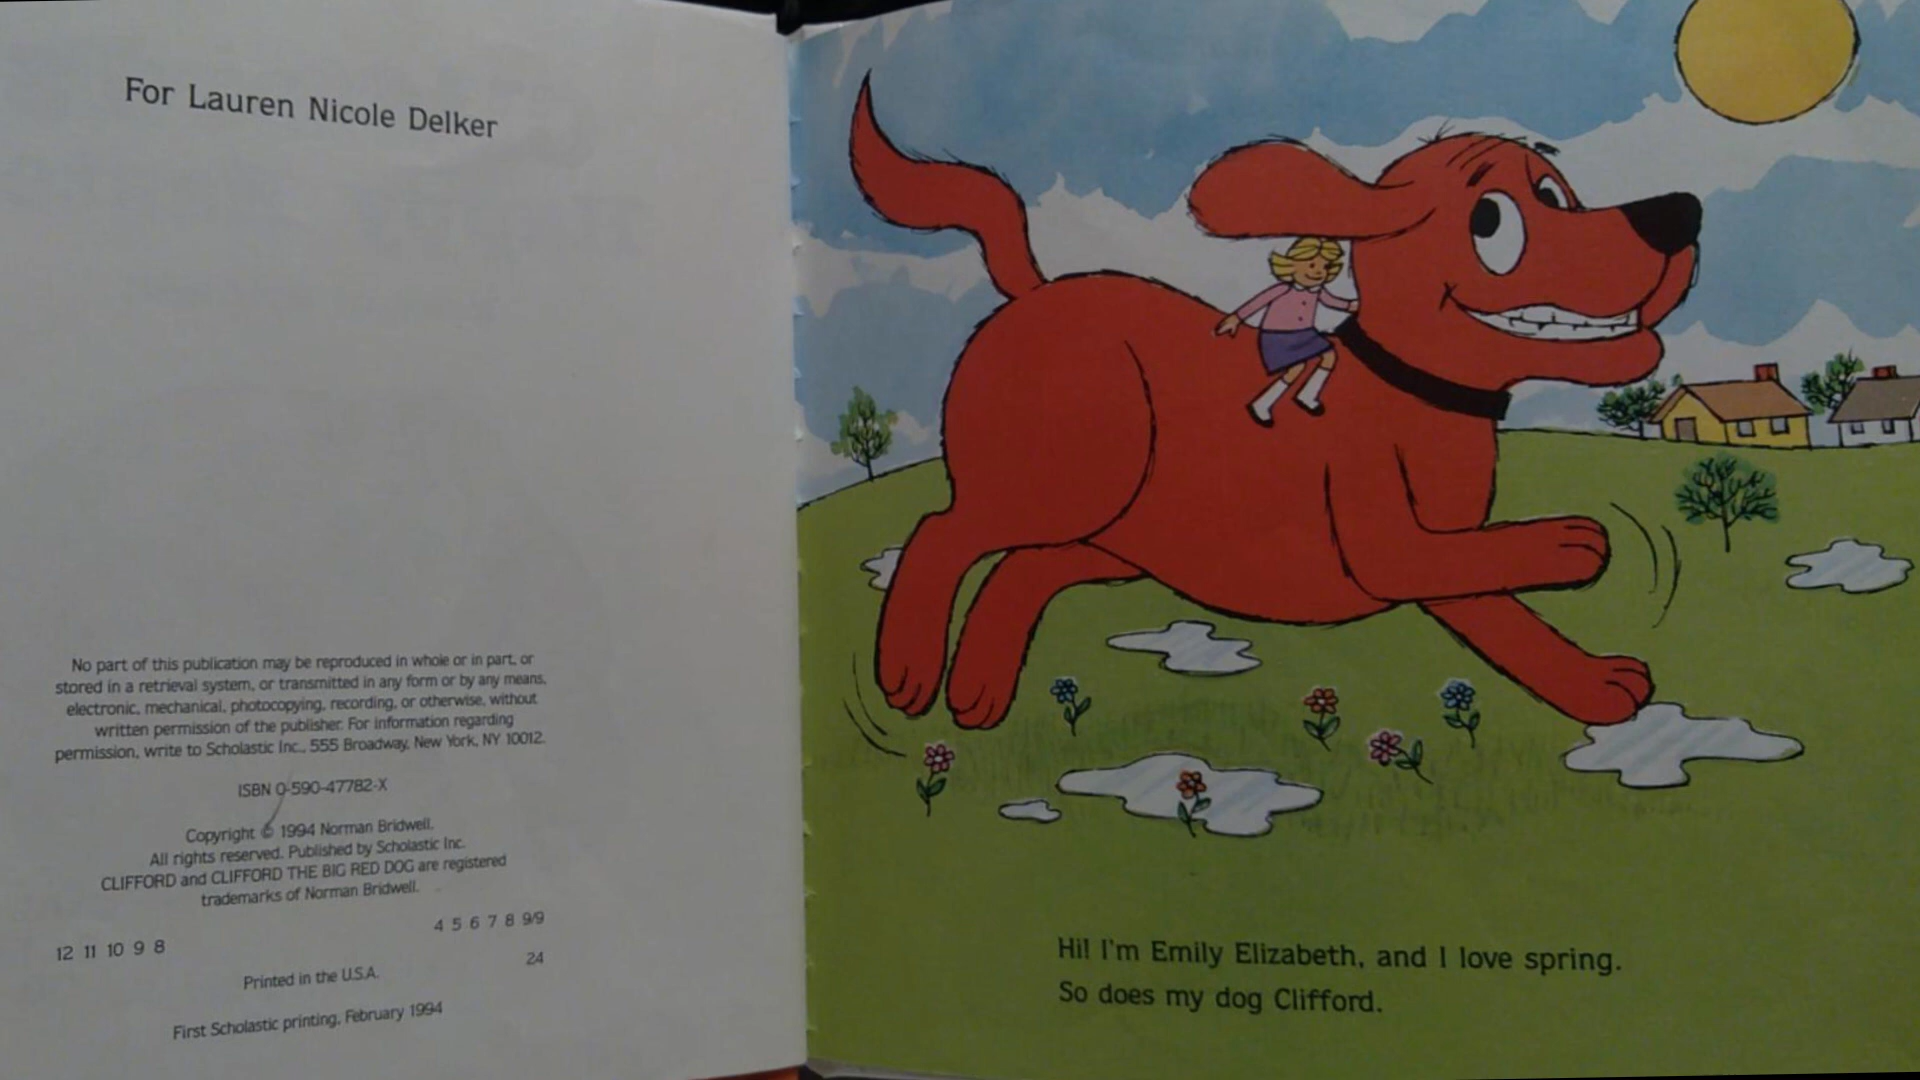 For Lauren Nicole Delker
No part of this publication may be reproduced in whole or in part, or
stored in a retrieval system, or transmitted in any form or by any means,
electronic, mechanical, photocopying, recording, or otherwise, without
written permission of the publisher. For information regarding
permission, write to Scholastic Inc., 555 Broadway, New York, NY 10012.
ISBN 0-590-47782-X
Copyright © 1994 Norman Bridwell.
All rights reserved. Published by Scholastic Inc.
CLIFFORD and CLIFFORD THE BIG RED DOG are registered
trademarks of Norman Bridwell.
12 11 10 9 8 4 5 6 7 8 9/9
Printed in the U.S.A. 24
First Scholastic printing, February 1994
Hi! I'm Emily Elizabeth, and I love spring.
So does my dog Clifford.